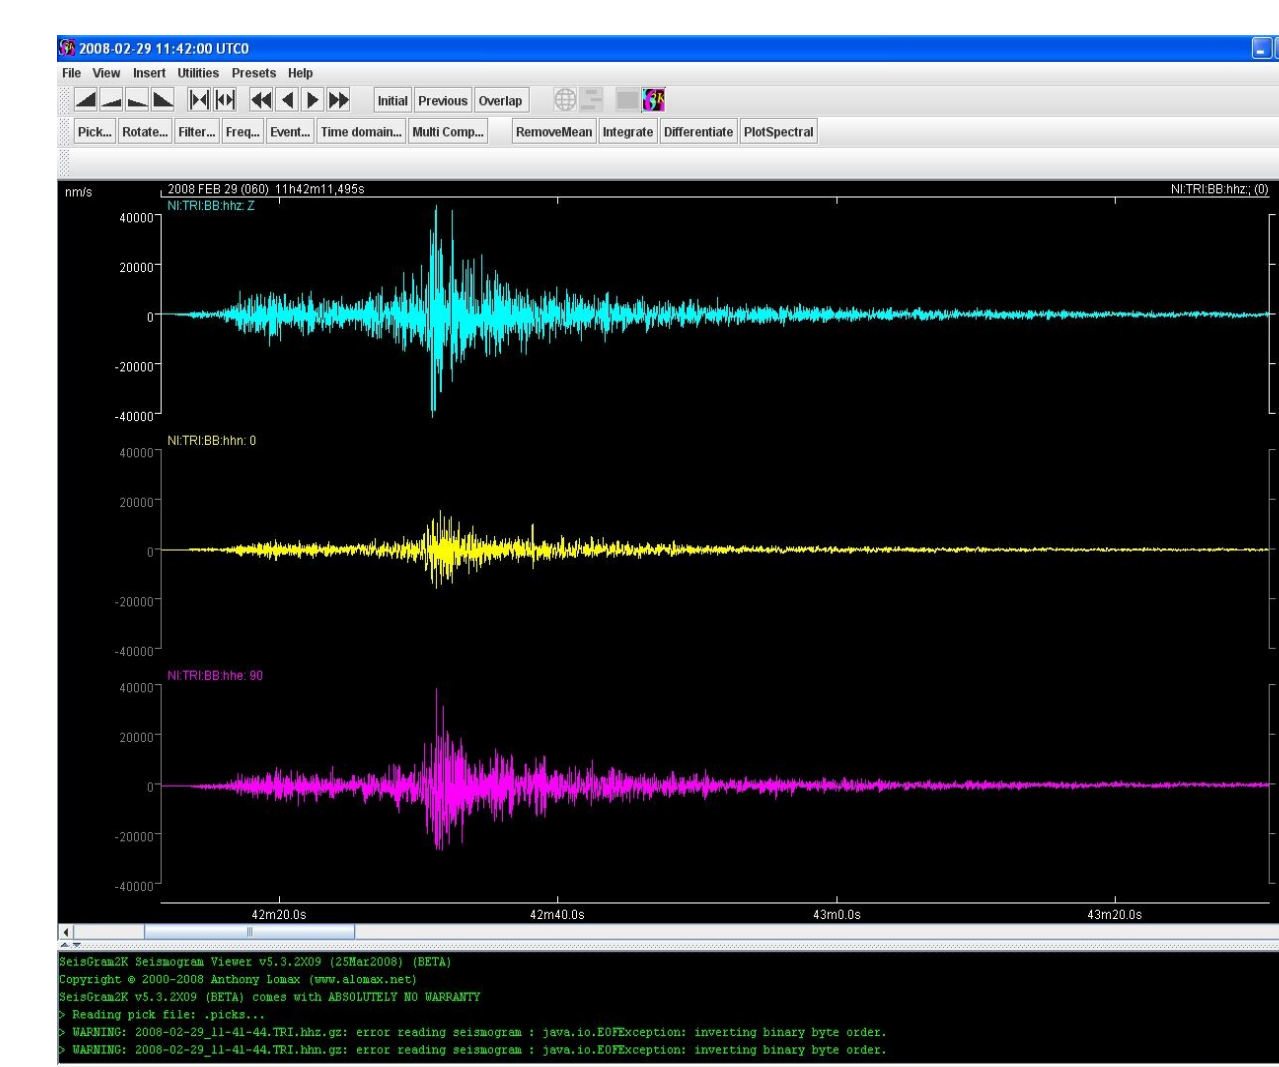 2008-02-29 11:42:00 UTC0
File View Insert Utilities Presets Help
Initial Previous Overlap
Pick... Rotate... Filter... Freq... Event... Time domain... Multi Comp... RemoveMean Integrate Differentiate PlotSpectral
nm/s 2008 FEB 29 (060) 11h42m11,495s NI:TRI:BB:hhz:; (0)
NI:TRI:BB:hhz: Z
40000
20000
0
-20000
-40000
NI:TRI:BB:hhn: 0
40000
20000
0
-20000
-40000
NI:TRI:BB:hhe: 90
40000
20000
0
-20000
-40000
42m20.0s 42m40.0s 43m0.0s 43m20.0s
SeisGram2K Seismogram Viewer v5.3.2X09 (25Mar2008) (BETA)
Copyright © 2000-2008 Anthony Lomax (www.alomax.net)
SeisGram2K v5.3.2X09 (BETA) comes with ABSOLUTELY NO WARRANTY
> Reading pick file: .picks...
> WARNING: 2008-02-29_11-41-44.TRI.hhz.gz: error reading seismogram : java.io.EOFException: inverting binary byte order.
> WARNING: 2008-02-29_11-41-44.TRI.hhn.gz: error reading seismogram : java.io.EOFException: inverting binary byte order.